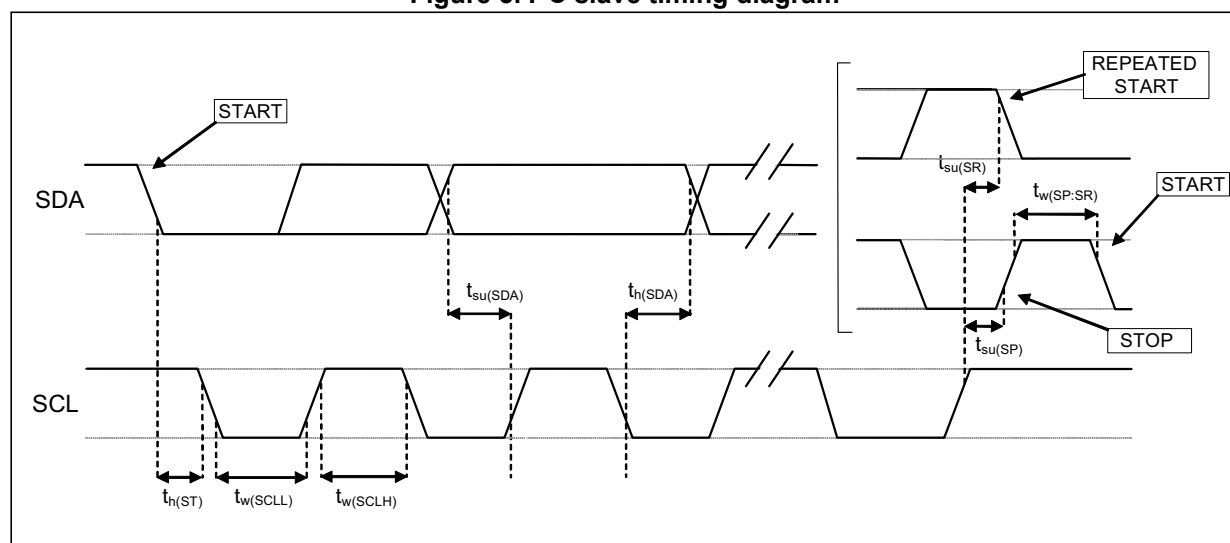 START
REPEATED
START
SDA
t_su(SR)
t_w(SP:SR)
START
t_su(SDA)
t_h(SDA)
t_su(SP)
STOP
SCL
t_h(ST)
t_w(SCLL)
t_w(SCLH)